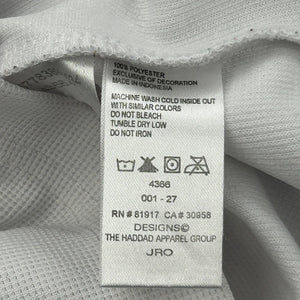 100% POLYESTER
EXCLUSIVE OF DECORATION
MADE IN INDONESIA
MACHINE WASH COLD INSIDE OUT
WITH SIMILAR COLORS
DO NOT BLEACH
TUMBLE DRY LOW
DO NOT IRON
4366
001 - 27
RN # 81917 CA # 30958
DESIGNS©
THE HADDAD APPAREL GROUP
JRO